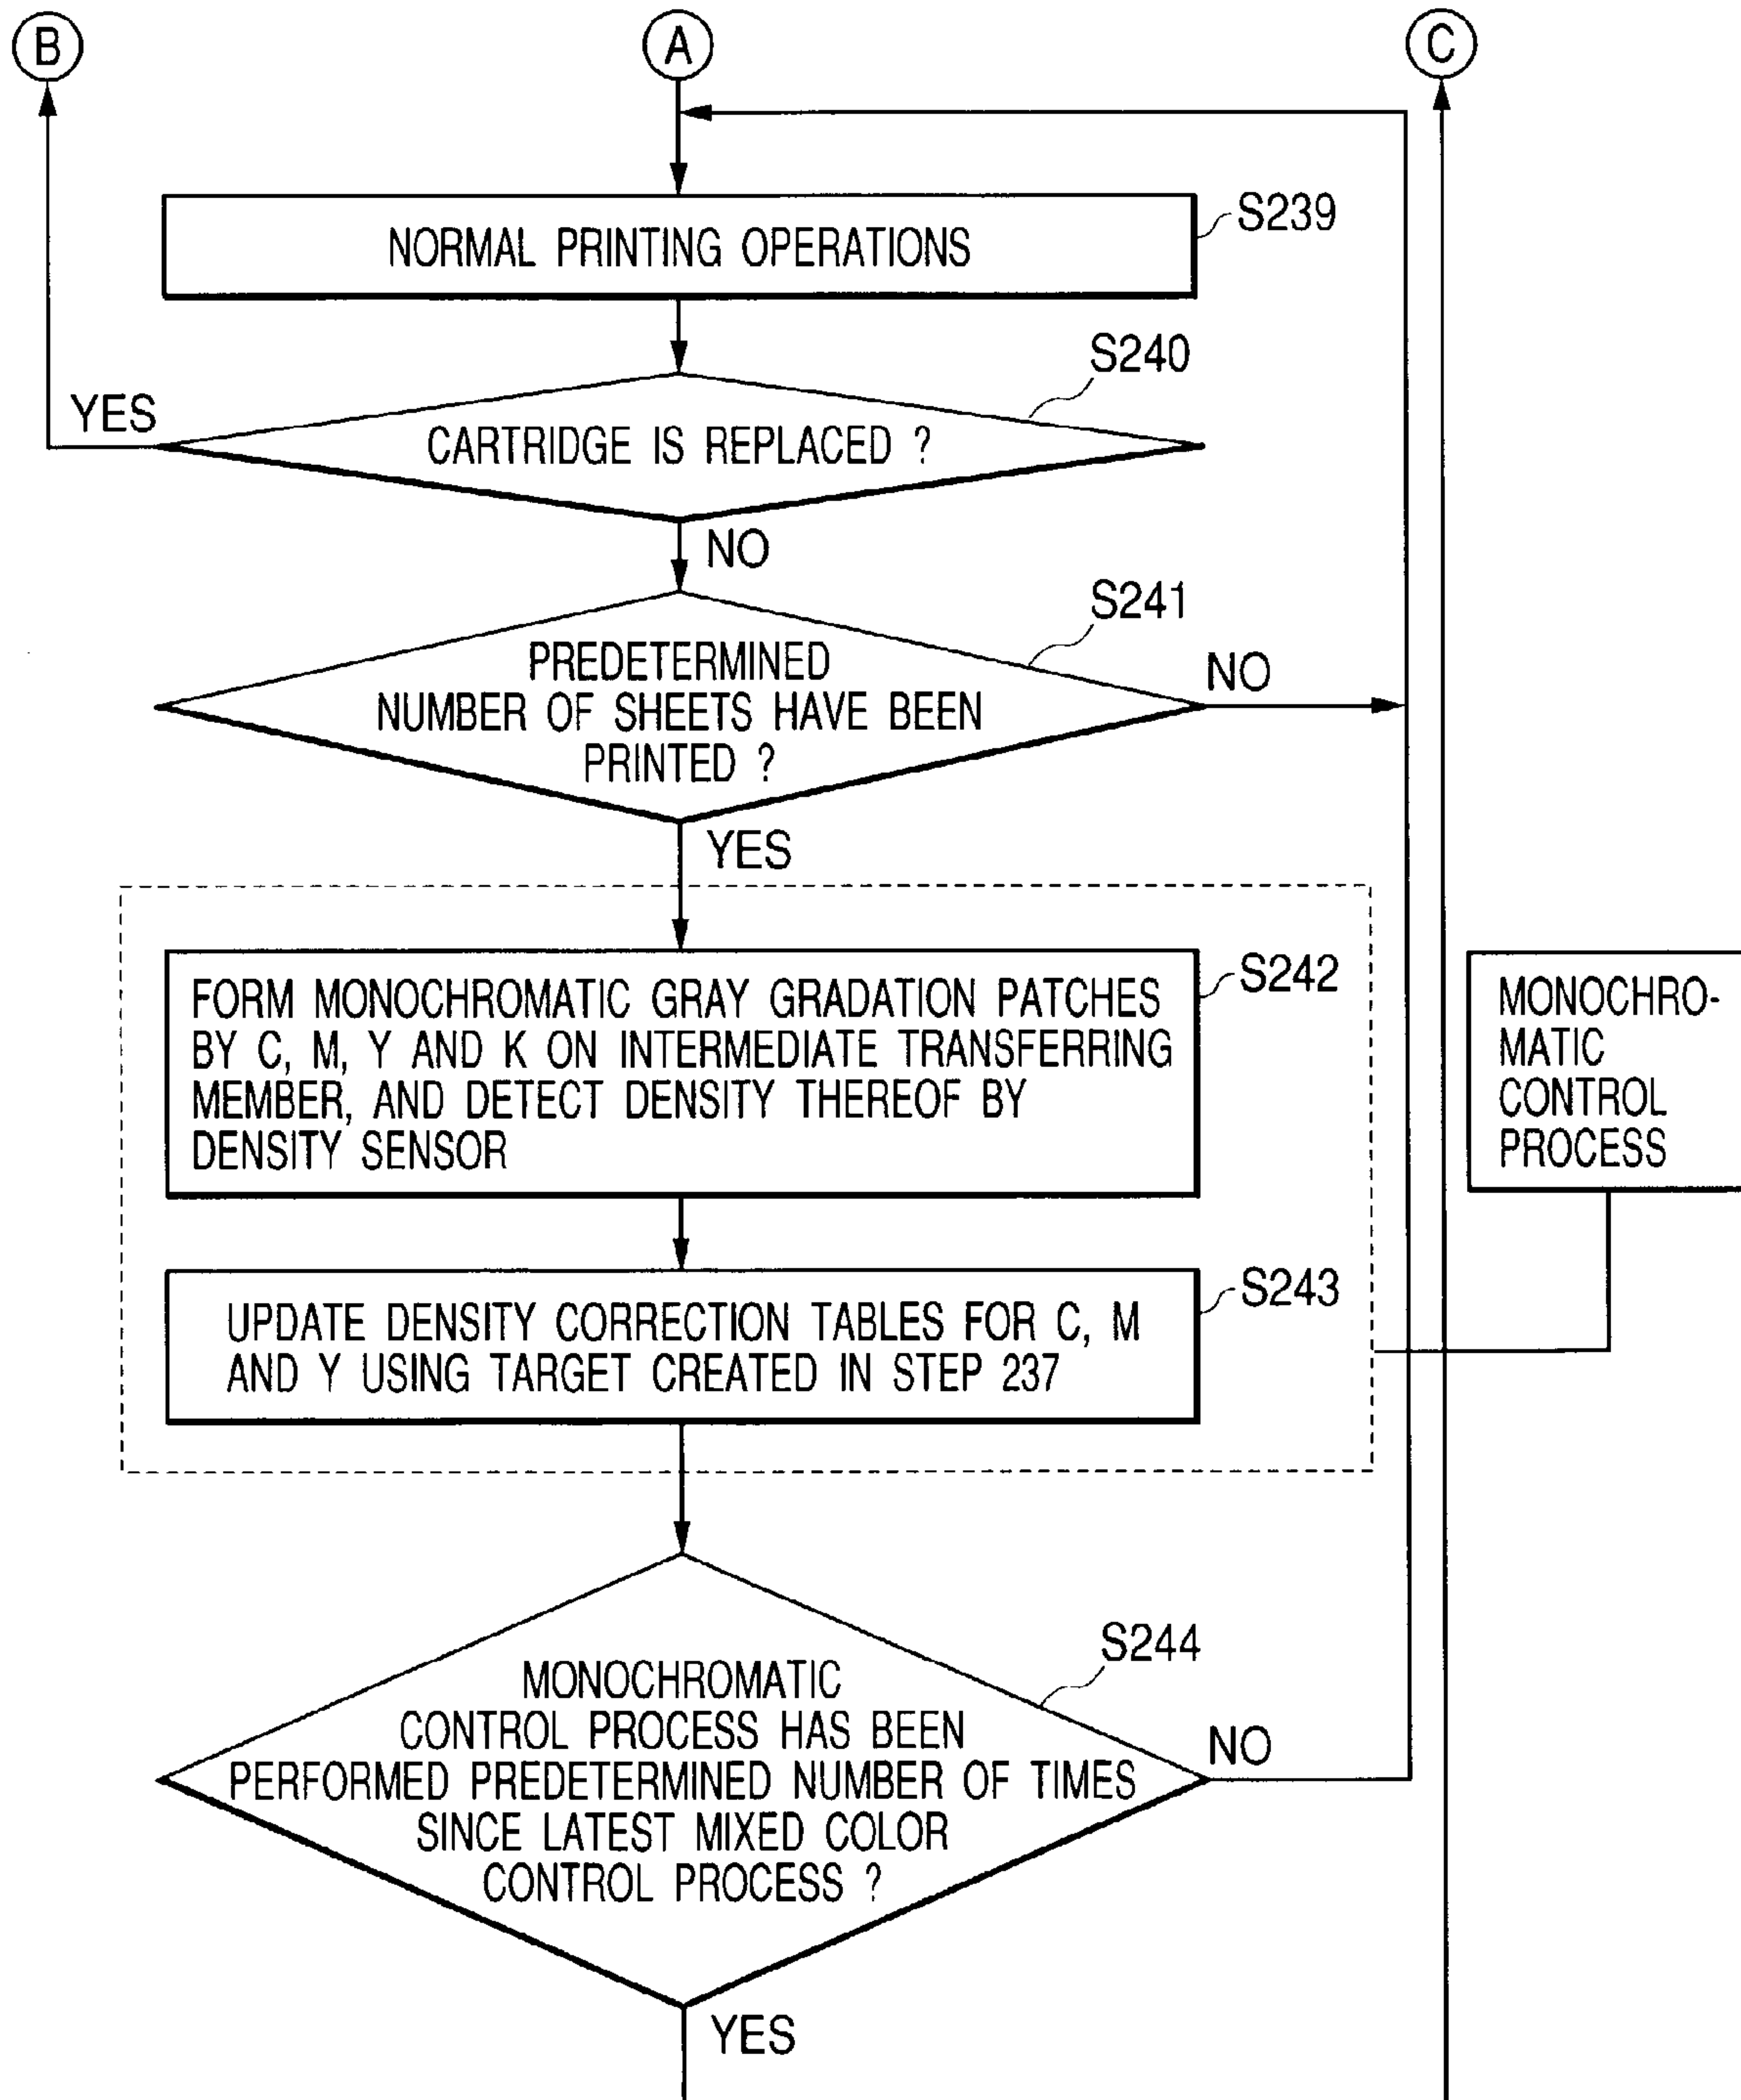 B
A
C
S239
NORMAL PRINTING OPERATIONS
S240
YES
CARTRIDGE IS REPLACED ?
NO
S241
PREDETERMINED
NUMBER OF SHEETS HAVE BEEN
PRINTED ?
NO
YES
S242
FORM MONOCHROMATIC GRAY GRADATION PATCHES
BY C, M, Y AND K ON INTERMEDIATE TRANSFERRING
MEMBER, AND DETECT DENSITY THEREOF BY
DENSITY SENSOR
MONOCHRO-
MATIC
CONTROL
PROCESS
S243
UPDATE DENSITY CORRECTION TABLES FOR C, M
AND Y USING TARGET CREATED IN STEP 237
S244
MONOCHROMATIC
CONTROL PROCESS HAS BEEN
PERFORMED PREDETERMINED NUMBER OF TIMES
SINCE LATEST MIXED COLOR
CONTROL PROCESS ?
NO
YES